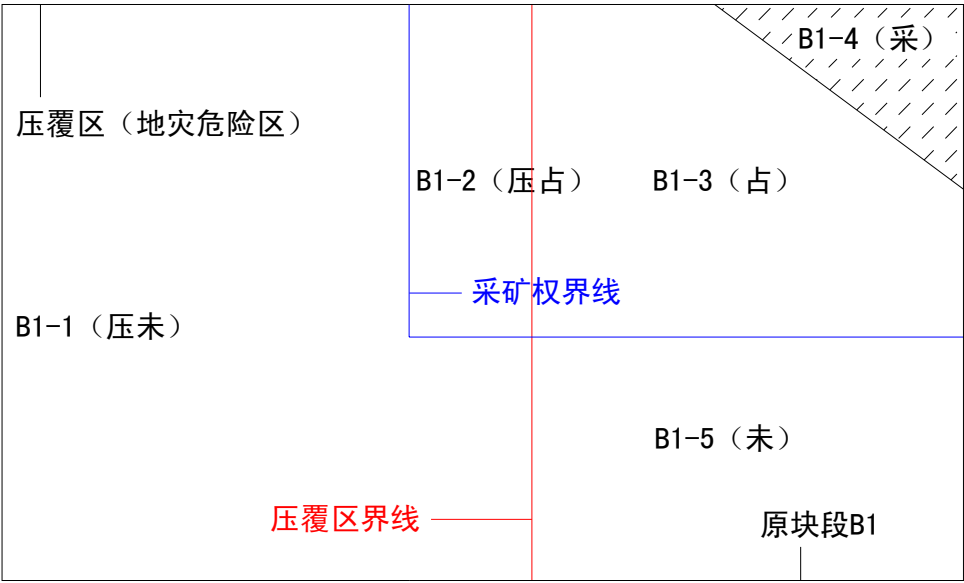 B1-4（采）
压覆区（地灾危险区）
B1-2（压占）
B1-3（占）
采矿权界线
B1-1（压未）
B1-5（未）
压覆区界线
原块段B1